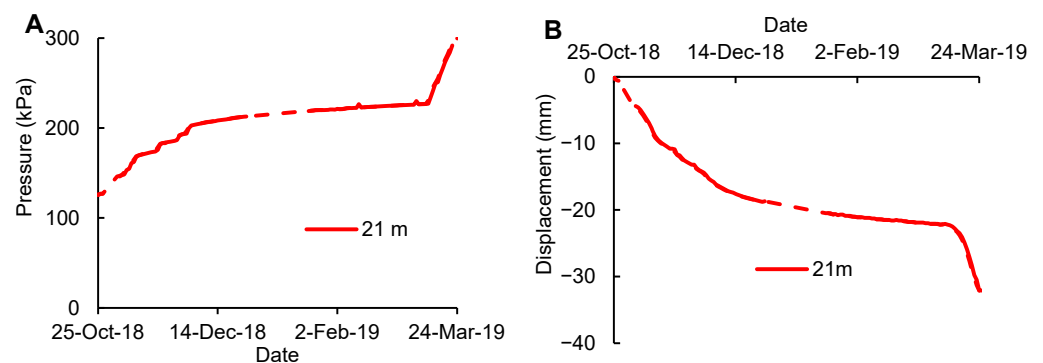 A
300
200
100
0
Pressure (kPa)
21 m
25-Oct-18 14-Dec-18 2-Feb-19 24-Mar-19
Date
B
Date
25-Oct-18 14-Dec-18 2-Feb-19 24-Mar-19
0
−10
−20
−30
−40
Displacement (mm)
21m